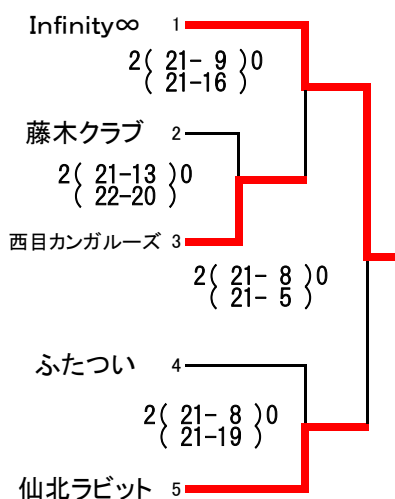 Infinity∞ 1
2( 21- 9 )0
( 21-16 )
藤木クラブ 2
2( 21-13 )0
( 22-20 )
西目カンガルーズ 3
2( 21- 8 )0
( 21- 5 )
ふたつい 4
2( 21- 8 )0
( 21-19 )
仙北ラビット 5